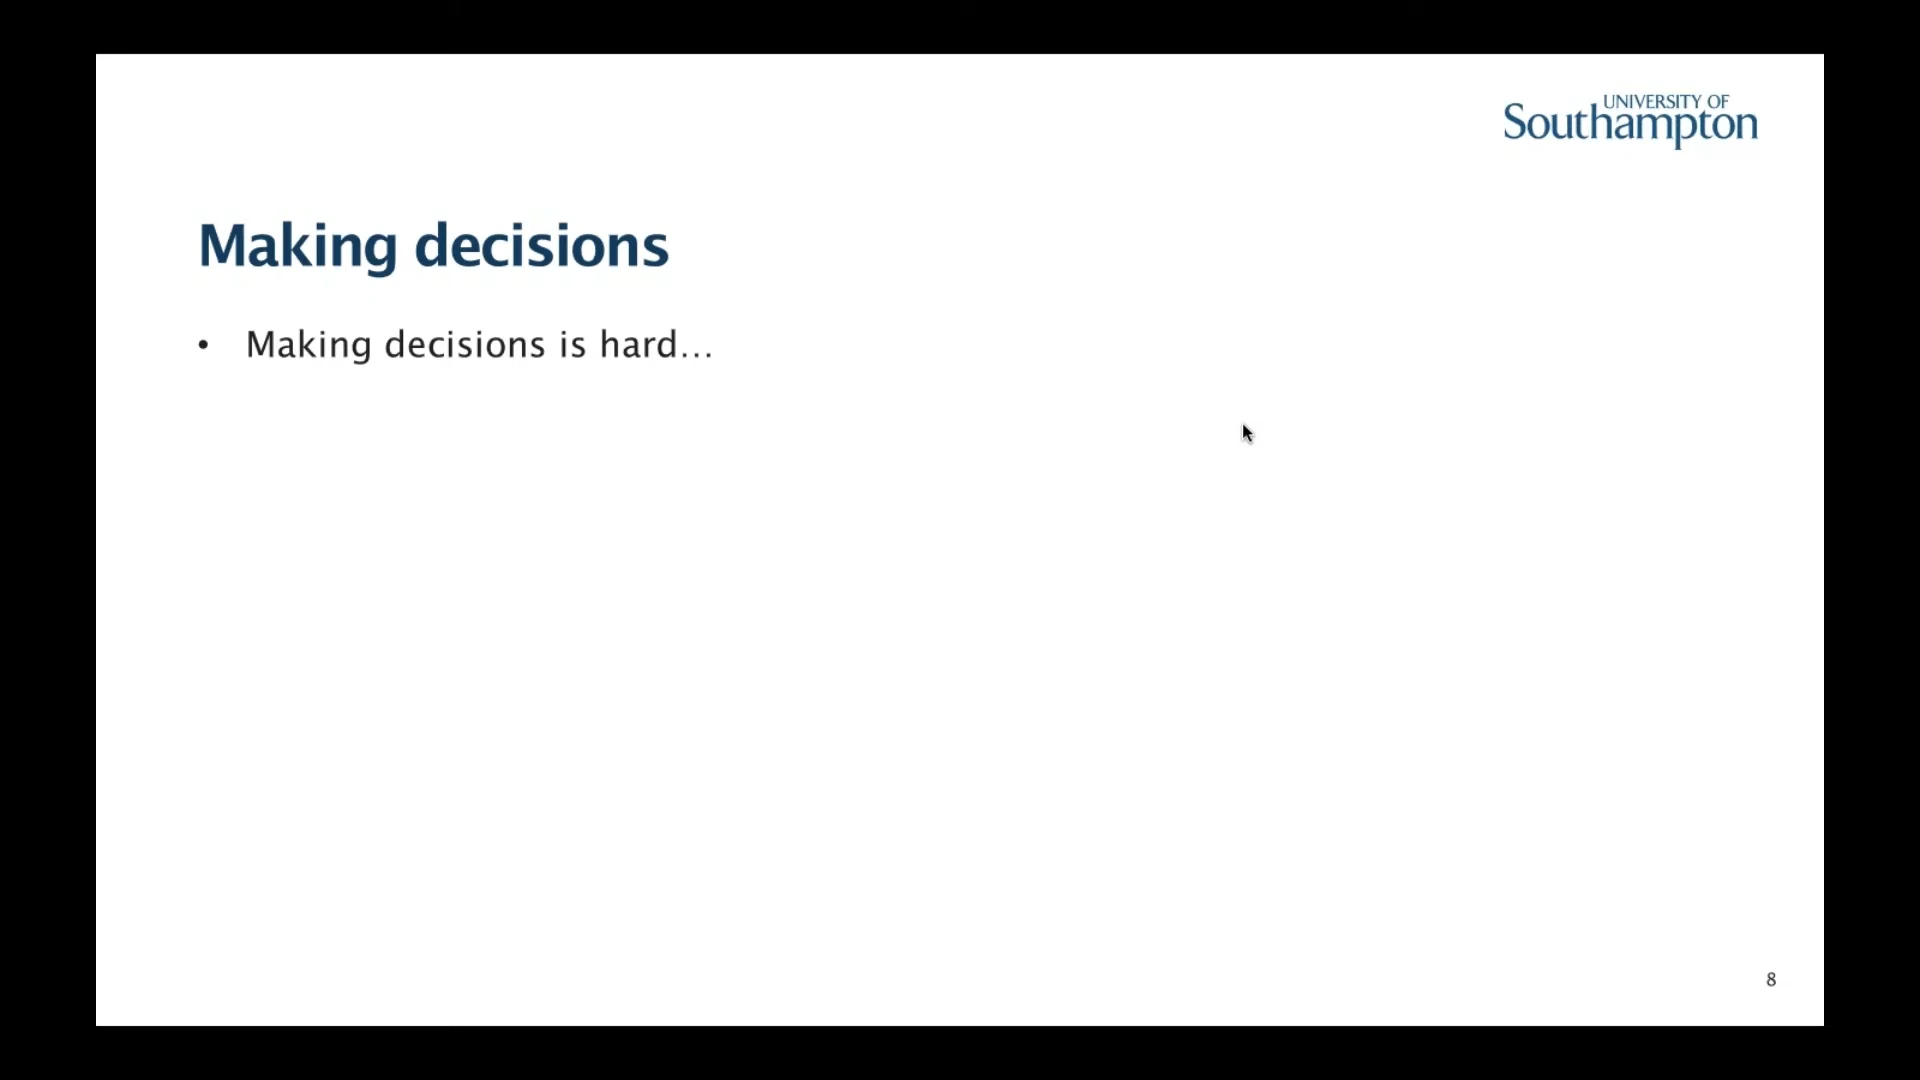 UNIVERSITY OF
Southampton
Making decisions
• Making decisions is hard...
8